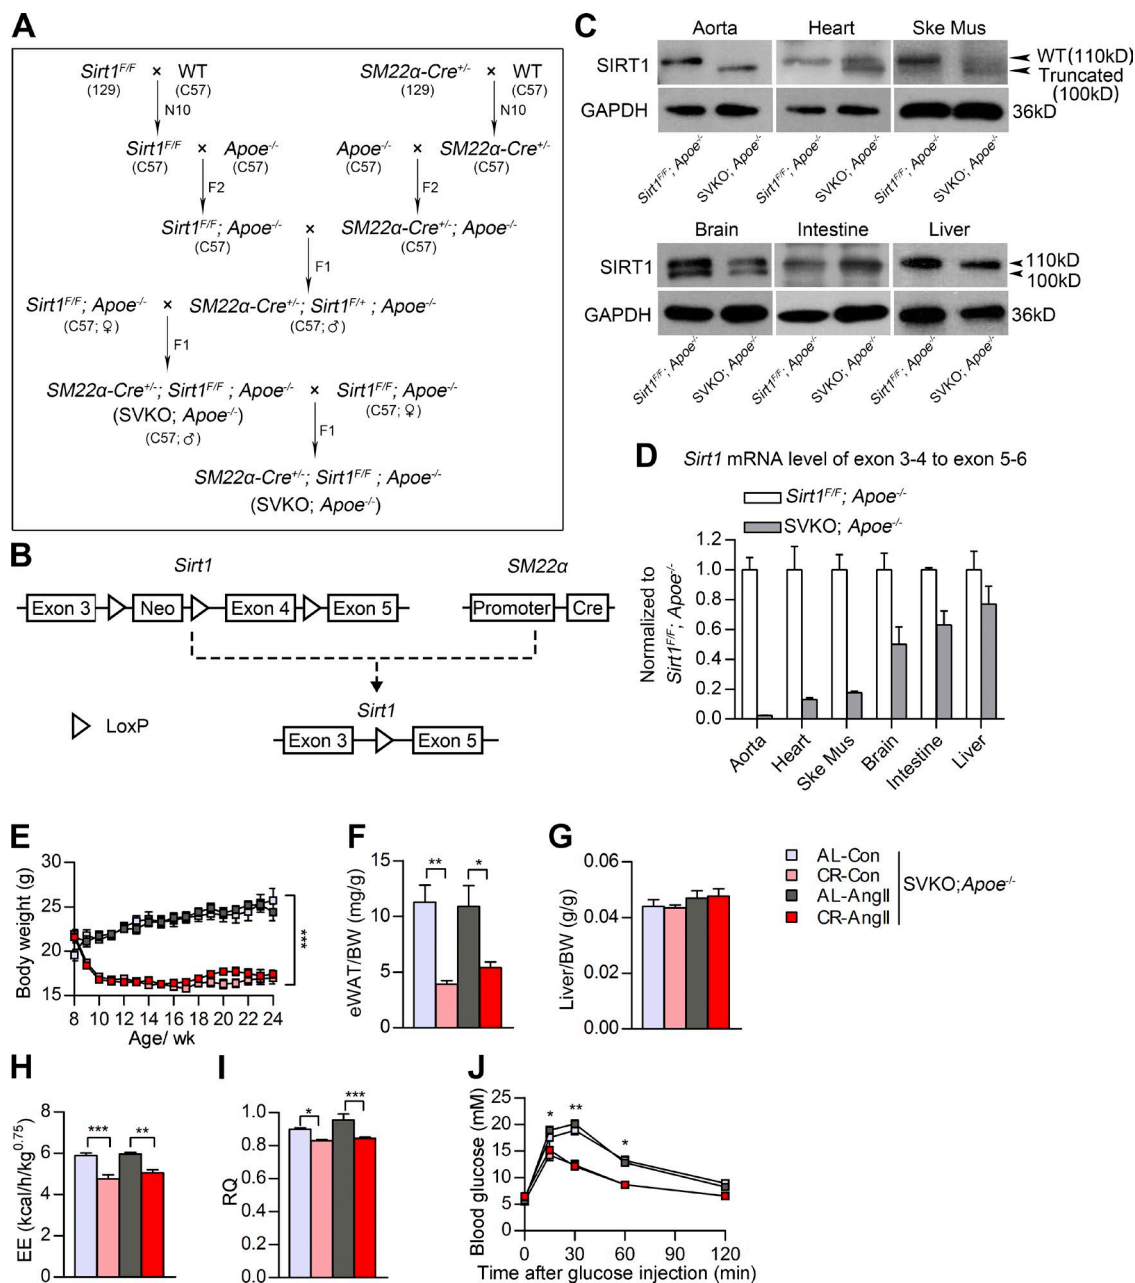 A
Sirt1F/F × WT
(129) (C57)
N10
SM22α-Cre+/- × WT
(129) (C57)
N10
Sirt1F/F × Apoe-/-
(C57) (C57)
F2
Apoe-/- × SM22α-Cre+/-
(C57) (C57)
F2
Sirt1F/F; Apoe-/- × SM22α-Cre+/-; Apoe-/-
(C57) (C57)
F1
Sirt1F/F; Apoe-/- × SM22α-Cre+/-; Sirt1F/+ ; Apoe-/-
(C57; ♀) (C57; ♂)
F1
SM22α-Cre+/-; Sirt1F/F ; Apoe-/- × Sirt1F/F; Apoe-/-
(SVKO; Apoe-/-) (C57; ♀)
(C57; ♂)
F1
SM22α-Cre+/-; Sirt1F/F ; Apoe-/-
(SVKO; Apoe-/-)
B
Sirt1 SM22α
Exon 3 Neo Exon 4 Exon 5 Promoter Cre
Sirt1
LoxP
Exon 3 Exon 5
C
Aorta Heart Ske Mus
SIRT1
WT(110kD)
Truncated
(100kD)
GAPDH 36kD
Sirt1F/F; Apoe-/- SVKO; Apoe-/- Sirt1F/F; Apoe-/- SVKO; Apoe-/- Sirt1F/F; Apoe-/- SVKO; Apoe-/-
Brain Intestine Liver
SIRT1 110kD
100kD
GAPDH 36kD
Sirt1F/F; Apoe-/- SVKO; Apoe-/- Sirt1F/F; Apoe-/- SVKO; Apoe-/- Sirt1F/F; Apoe-/- SVKO; Apoe-/-
D
Sirt1 mRNA level of exon 3-4 to exon 5-6
Sirt1F/F; Apoe-/-
SVKO; Apoe-/-
Normalized to
Sirt1F/F; Apoe-/-
1.2
1.0
0.8
0.6
0.4
0.2
0.0
Aorta Heart Ske Mus Brain Intestine Liver
E
Body weight (g)
30
25
20
15
***
8 10 12 14 16 18 20 22 24
Age/ wk
F
eWAT/BW (mg/g)
15
10
5
0
** *
G
Liver/BW (g/g)
0.06
0.04
0.02
0.00
AL-Con
CR-Con
AL-AngII
CR-AngII
SVKO;Apoe-/-
H
EE (kcal/h/kg0.75)
8
6
4
2
0
*** **
I
RQ
1.0
0.8
0.6
0.4
0.2
0.0
* ***
J
Blood glucose (mM)
25
20
15
10
5
0
* ** *
0 30 60 90 120
Time after glucose injection (min)